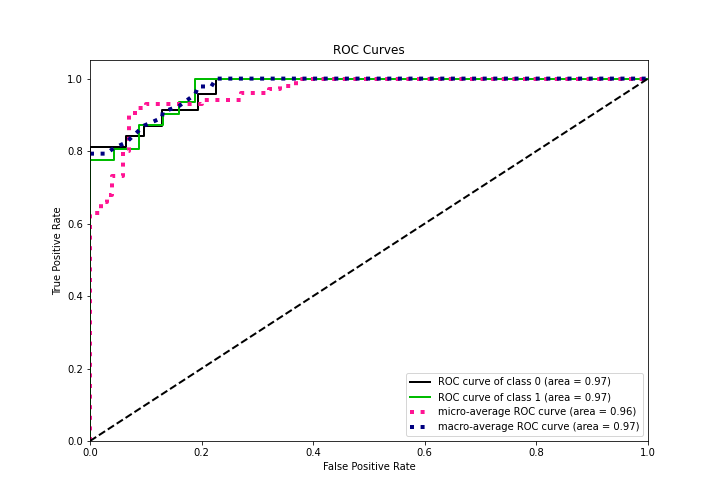 ROC Curves
True Positive Rate
1.0
0.8
0.6
0.4
0.2
0.0
0.0 0.2 0.4 0.6 0.8 1.0
False Positive Rate
ROC curve of class 0 (area = 0.97)
ROC curve of class 1 (area = 0.97)
micro-average ROC curve (area = 0.96)
macro-average ROC curve (area = 0.97)